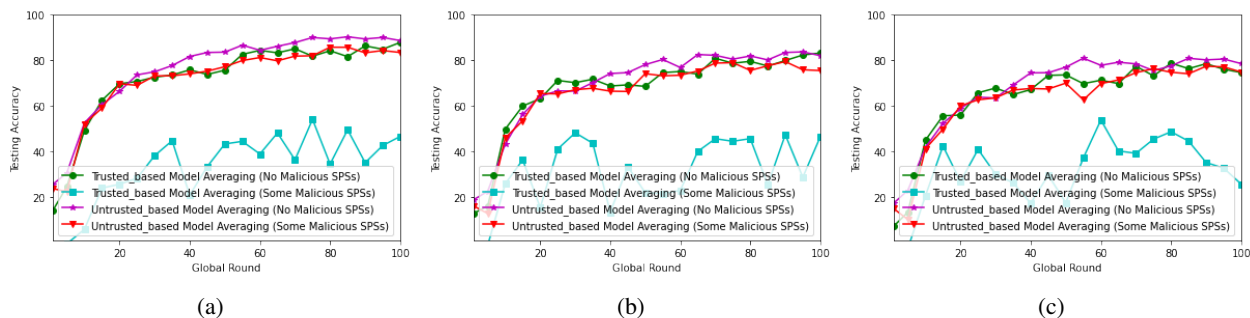 100
80
60
40
20
Testing Accuracy
Trusted_based Model Averaging (No Malicious SPSs)
Trusted_based Model Averaging (Some Malicious SPSs)
Untrusted_based Model Averaging (No Malicious SPSs)
Untrusted_based Model Averaging (Some Malicious SPSs)
20 40 60 80 100
Global Round
(a)
100
80
60
40
20
Testing Accuracy
Trusted_based Model Averaging (No Malicious SPSs)
Trusted_based Model Averaging (Some Malicious SPSs)
Untrusted_based Model Averaging (No Malicious SPSs)
Untrusted_based Model Averaging (Some Malicious SPSs)
20 40 60 80 100
Global Round
(b)
100
80
60
40
20
Testing Accuracy
Trusted_based Model Averaging (No Malicious SPSs)
Trusted_based Model Averaging (Some Malicious SPSs)
Untrusted_based Model Averaging (No Malicious SPSs)
Untrusted_based Model Averaging (Some Malicious SPSs)
20 40 60 80 100
Global Round
(c)